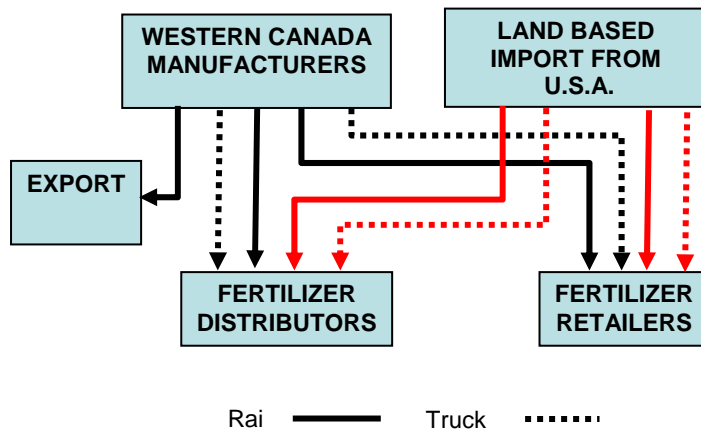 WESTERN CANADA
MANUFACTURERS
LAND BASED
IMPORT FROM
U.S.A.
EXPORT
FERTILIZER
DISTRIBUTORS
FERTILIZER
RETAILERS
Rai
Truck